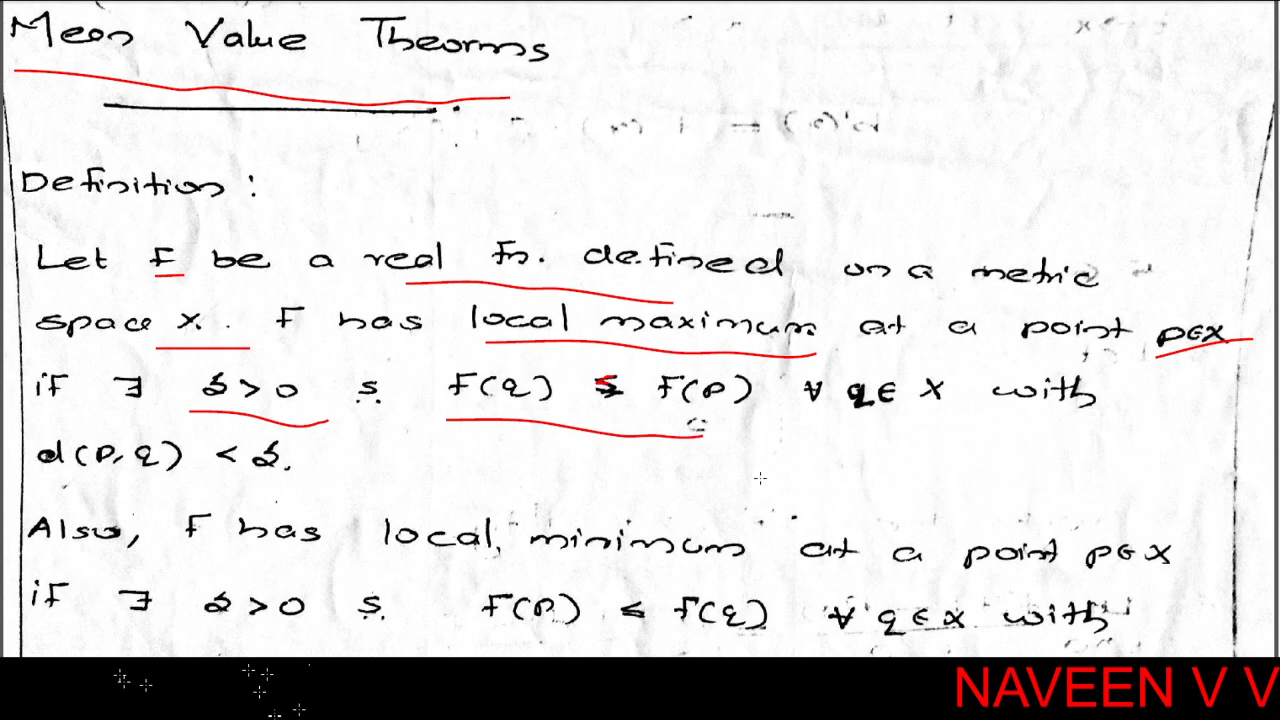 Mean Value Theorms
Definition:
Let f be a real fn. defined on a metric
space X. f has local maximum at a point p∈X
if ∃ δ>0 s. f(q) ≤ f(p) ∀ q∈ X with
d(p,q) < δ.
Also, f has local minimum at a point p∈X
if ∃ δ>0 s. f(p) ≤ f(q) ∀ q∈X with
NAVEEN V V